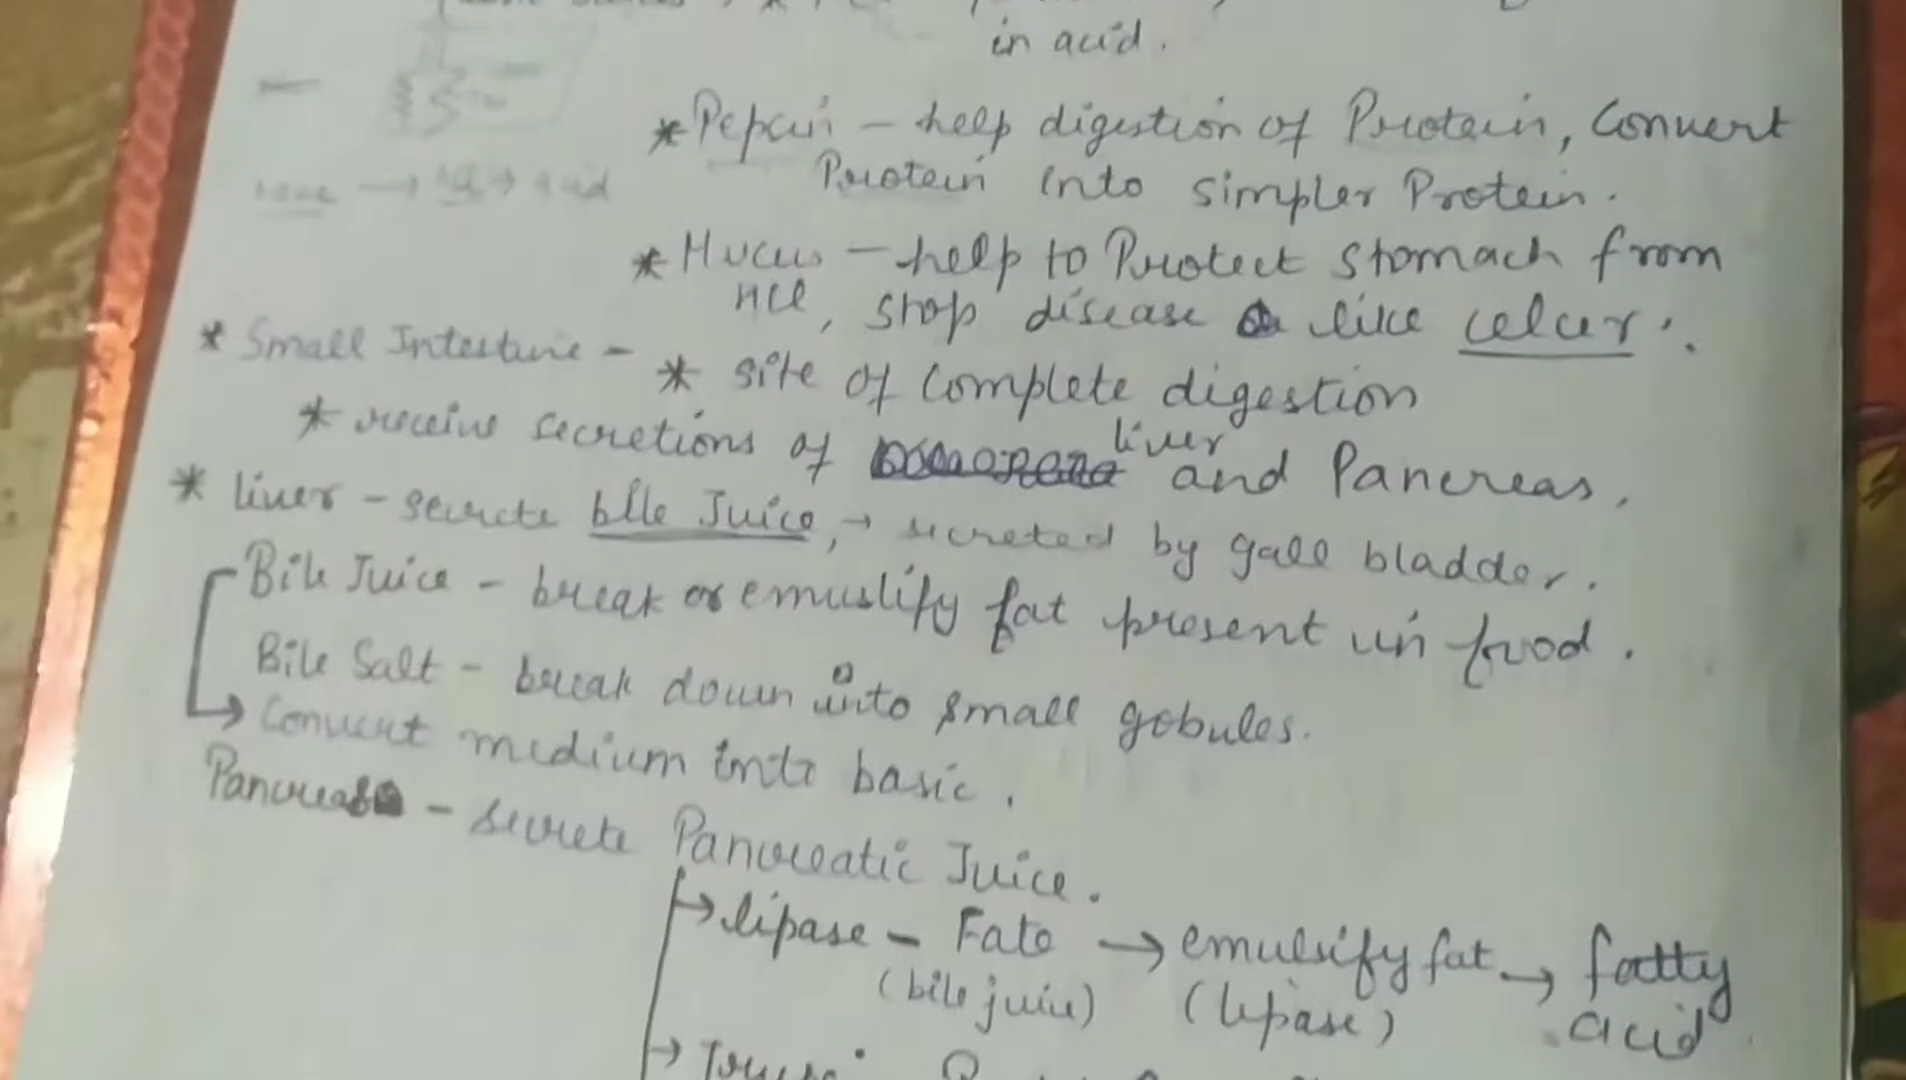 in acid.
* Pepsin - help digestion of Protein, Convert
Protein into simpler Protein.
* Mucus - help to Protect stomach from
HCl, stop disease like ulcer.
* Small Intestine -
* site of complete digestion
* receive secretions of liver and Pancreas.
* liver - secrete bile Juice, → secreted by gall bladder.
Bile Juice - break or emuslify fat present in food.
Bile Salt - break down into small gobules.
→ Convert medium into basic.
Pancreas - secrete Pancreatic Juice.
→ lipase - Fats → emulsify fat → fatty acid
(bile juice) (lipase)